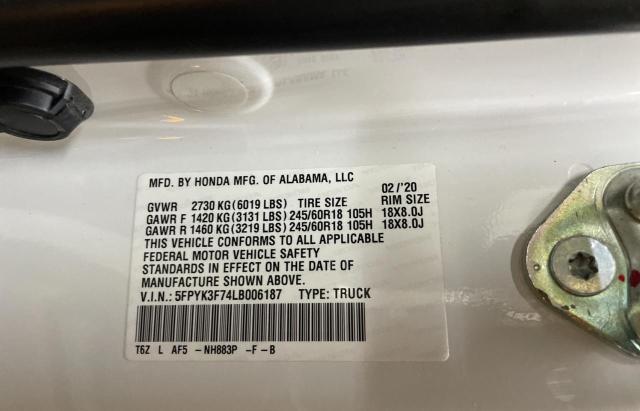 MFD. BY HONDA MFG. OF ALABAMA, LLC
02/'20
GVWR 2730 KG(6019 LBS) TIRE SIZE RIM SIZE
GAWR F 1420 KG(3131 LBS) 245/60R18 105H 18X8.0J
GAWR R 1460 KG(3219 LBS) 245/60R18 105H 18X8.0J
THIS VEHICLE CONFORMS TO ALL APPLICABLE
FEDERAL MOTOR VEHICLE SAFETY
STANDARDS IN EFFECT ON THE DATE OF
MANUFACTURE SHOWN ABOVE.
V.I.N.: 5FPYK3F74LB006187 TYPE: TRUCK
T6Z L AF5 -NH883P -F -B